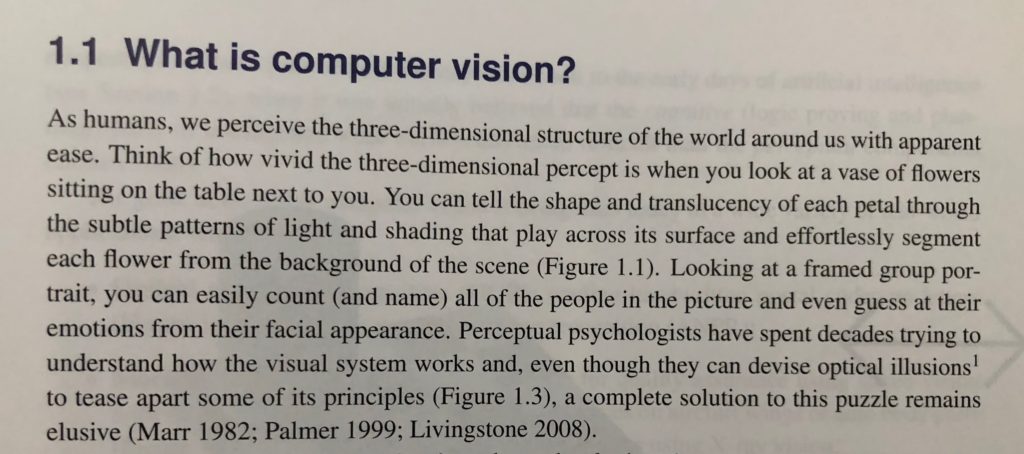 1.1 What is computer vision?
As humans, we perceive the three-dimensional structure of the world around us with apparent
ease. Think of how vivid the three-dimensional percept is when you look at a vase of flowers
sitting on the table next to you. You can tell the shape and translucency of each petal through
the subtle patterns of light and shading that play across its surface and effortlessly segment
each flower from the background of the scene (Figure 1.1). Looking at a framed group por-
trait, you can easily count (and name) all of the people in the picture and even guess at their
emotions from their facial appearance. Perceptual psychologists have spent decades trying to
understand how the visual system works and, even though they can devise optical illusions¹
to tease apart some of its principles (Figure 1.3), a complete solution to this puzzle remains
elusive (Marr 1982; Palmer 1999; Livingstone 2008).